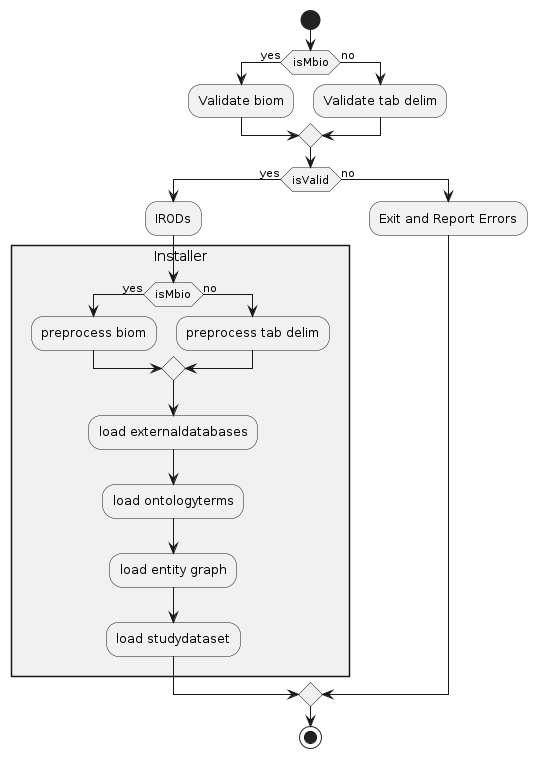 yes
isMbio
no
Validate biom
Validate tab delim
yes
isValid
no
IRODs
Exit and Report Errors
Installer
yes
isMbio
no
preprocess biom
preprocess tab delim
load externaldatabases
load ontologyterms
load entity graph
load studydataset